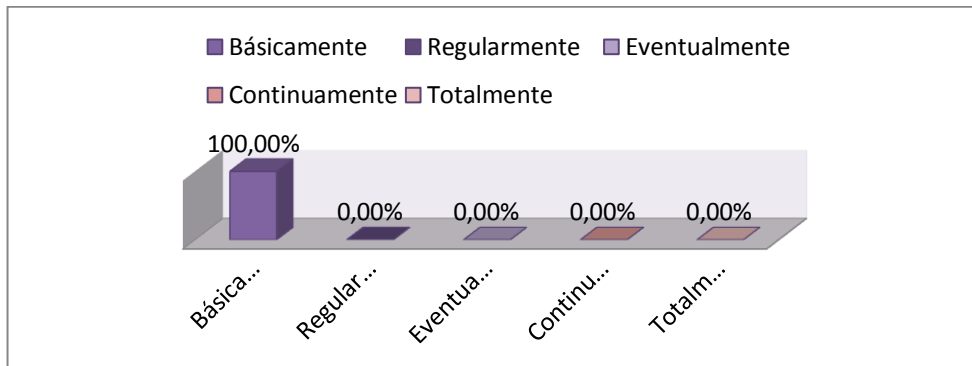 Básicamente Regularmente Eventualmente
Continuamente Totalmente
100,00%
0,00% 0,00% 0,00% 0,00%
Básica... Regular... Eventua... Continu... Totalm...